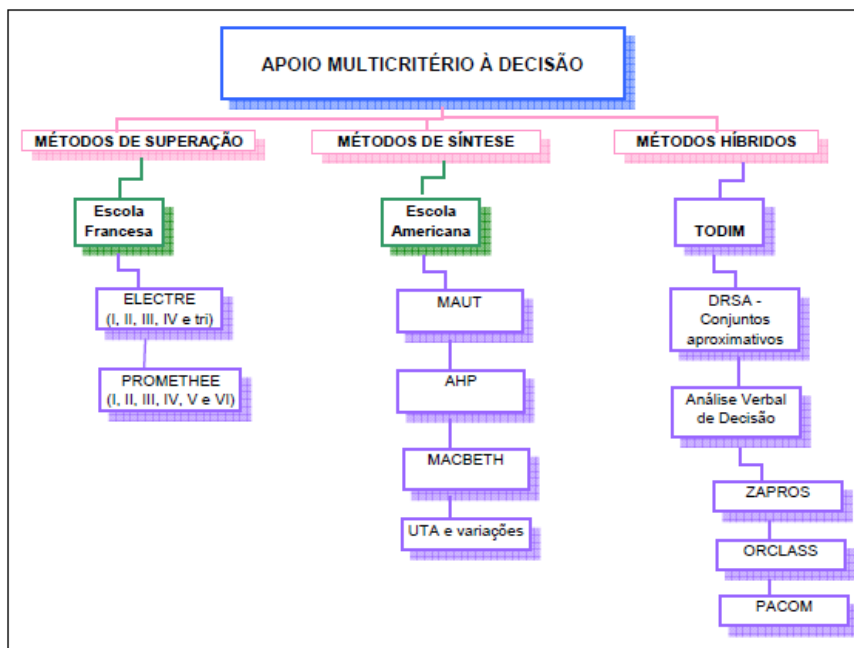 APOIO MULTICRITÉRIO À DECISÃO
MÉTODOS DE SUPERAÇÃO
MÉTODOS DE SÍNTESE
MÉTODOS HÍBRIDOS
Escola
Francesa
ELECTRE
(I, II, III, IV e tri)
PROMETHEE
(I, II, III, IV, V e VI)
Escola
Americana
MAUT
AHP
MACBETH
UTA e variações
TODIM
DRSA -
Conjuntos
aproximativos
Análise Verbal
de Decisão
ZAPROS
ORCLASS
PACOM